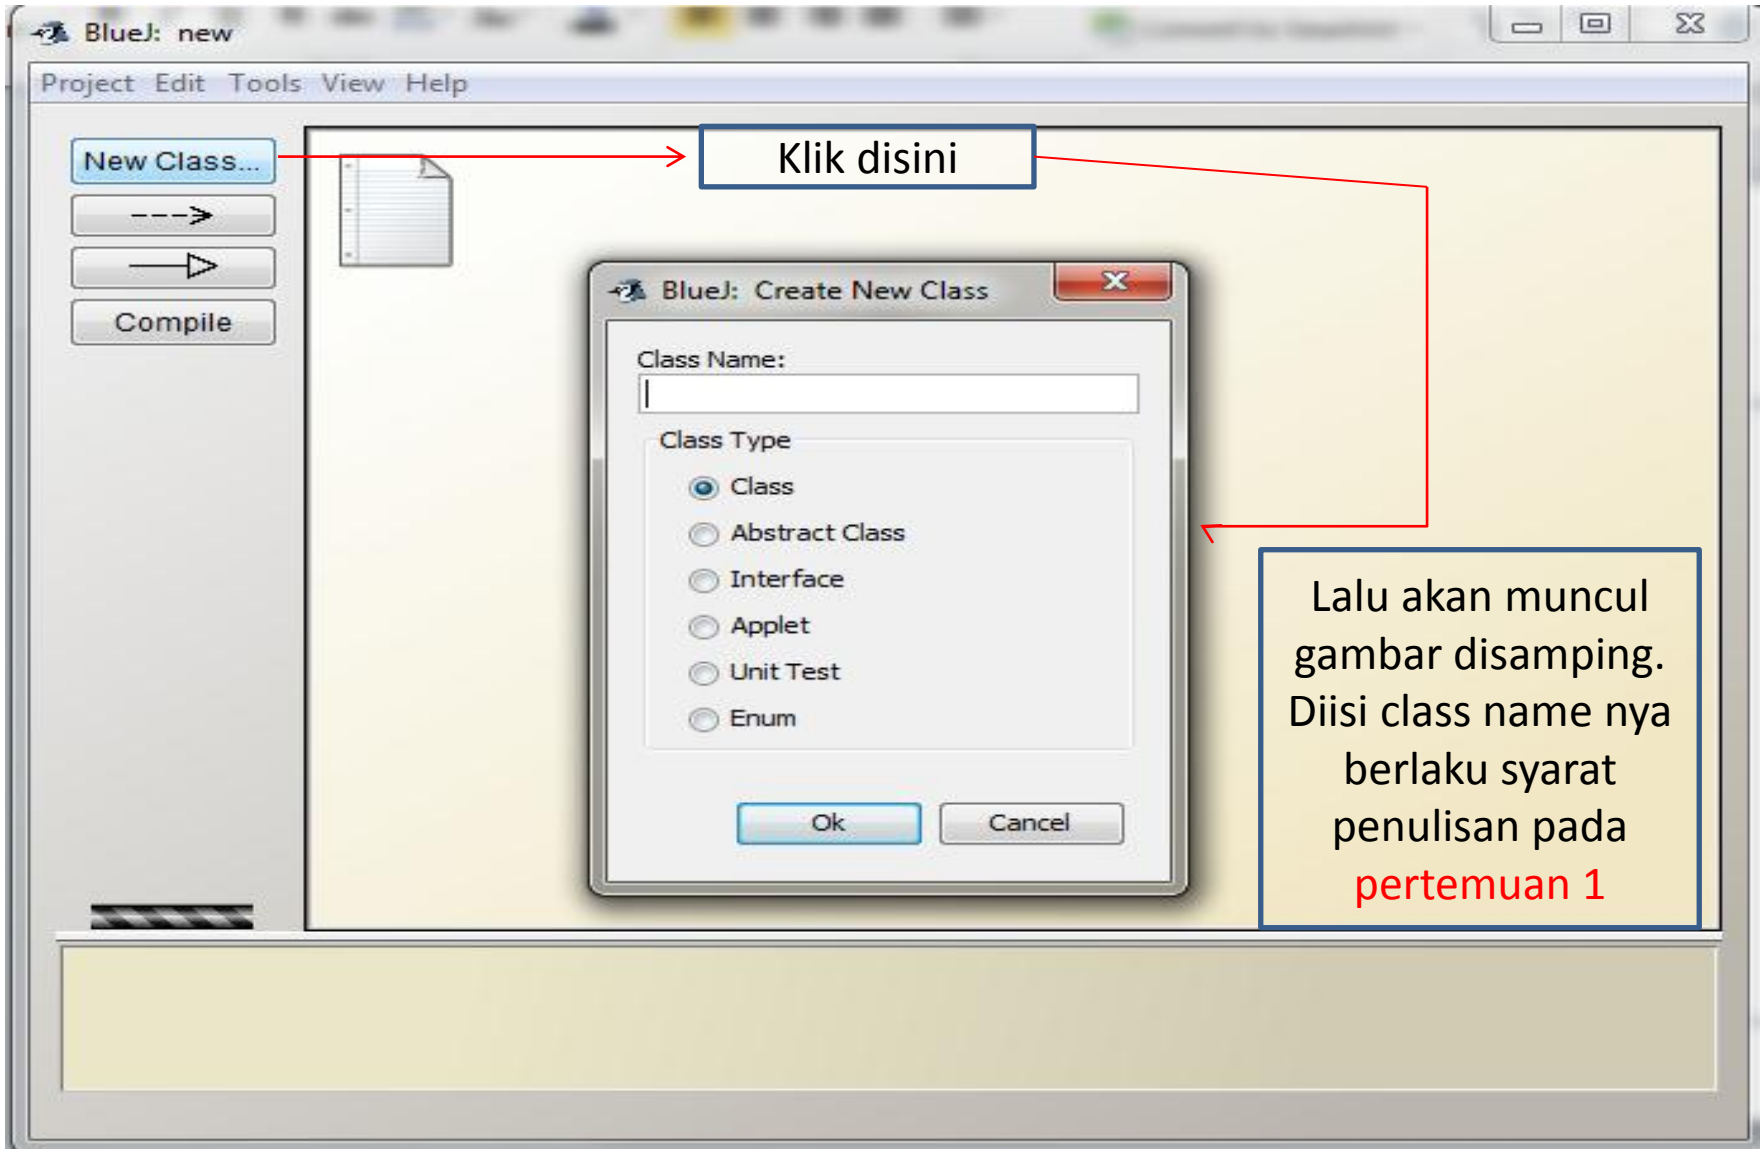 BlueJ: new
Project Edit Tools View Help
New Class...
Klik disini
Compile
BlueJ: Create New Class
Class Name:
Class Type
Class
Abstract Class
Interface
Applet
Unit Test
Enum
Ok Cancel
Lalu akan muncul
gambar disamping.
Diisi class name nya
berlaku syarat
penulisan pada
pertemuan 1